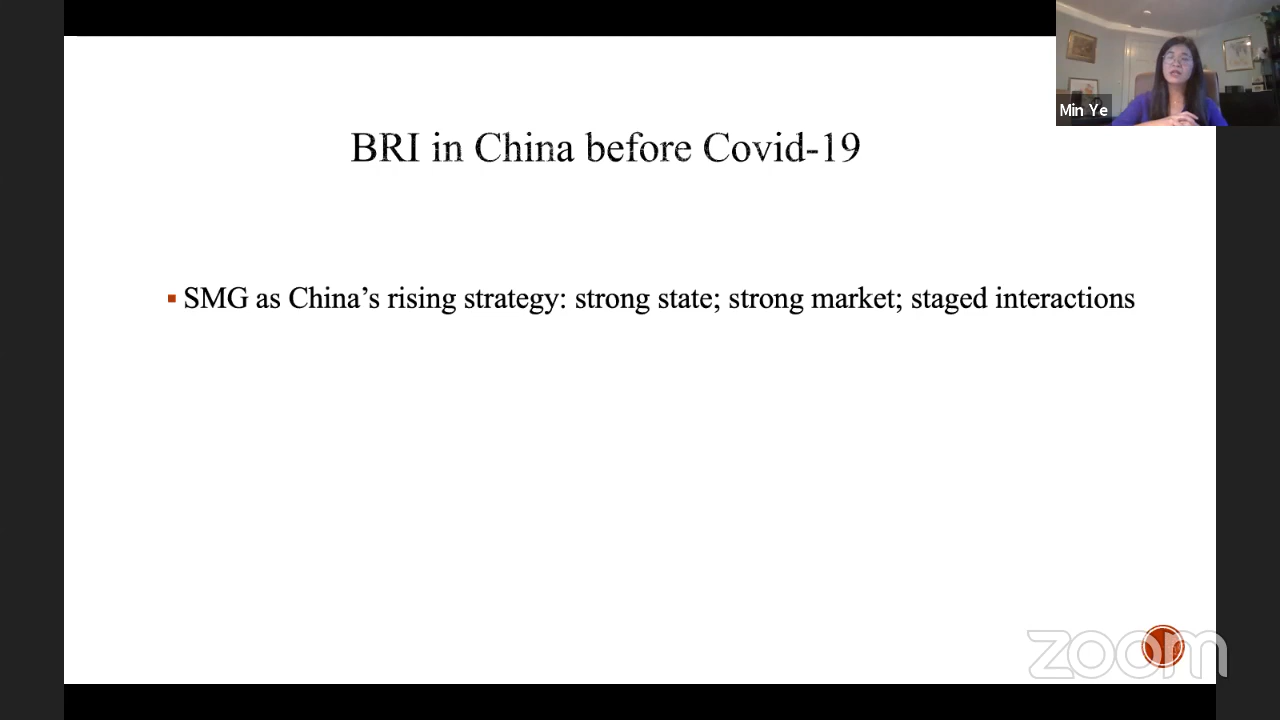 Min Ye
BRI in China before Covid-19
SMG as China’s rising strategy: strong state; strong market; staged interactions
zoom